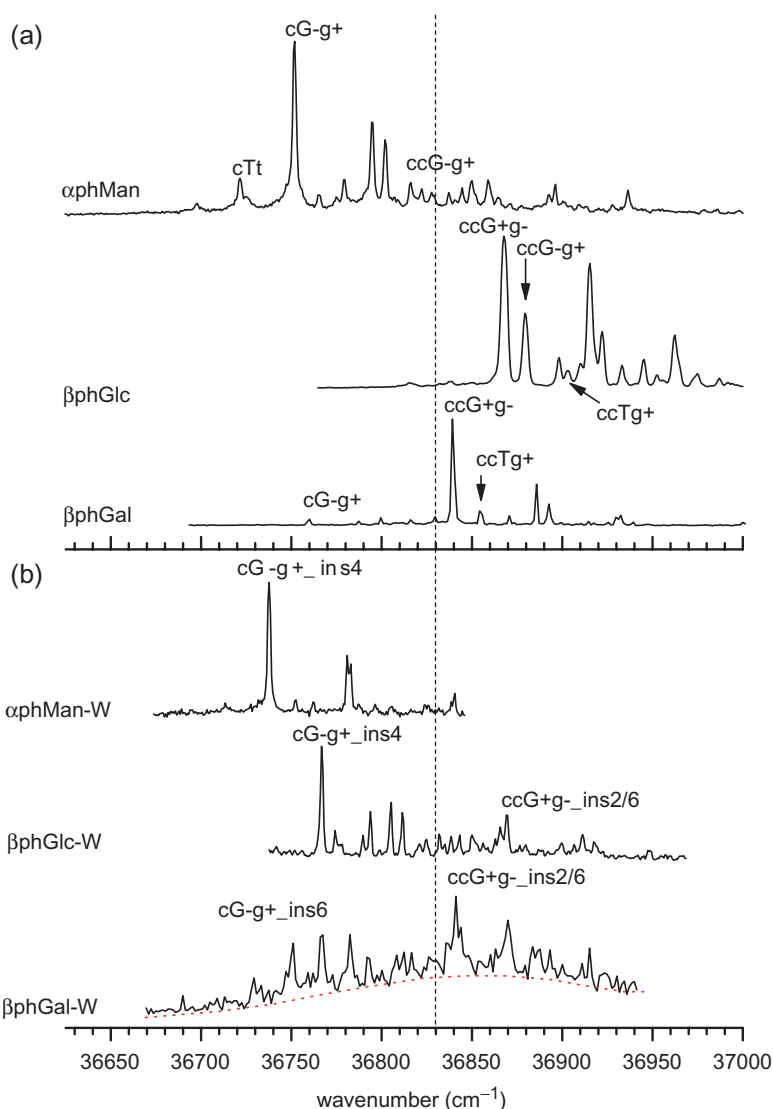 (a)
cG-g+
cTt
ccG-g+
αphMan
ccG+g-
ccG-g+
βphGlc
ccTg+
ccG+g-
ccTg+
cG-g+
βphGal
(b)
cG -g +_ in s4
αphMan-W
cG-g+_ins4
ccG+g-_ins2/6
βphGlc-W
ccG+g-_ins2/6
cG-g+_ins6
βphGal-W
36650 36700 36750 36800 36850 36900 36950 37000
wavenumber (cm⁻¹)